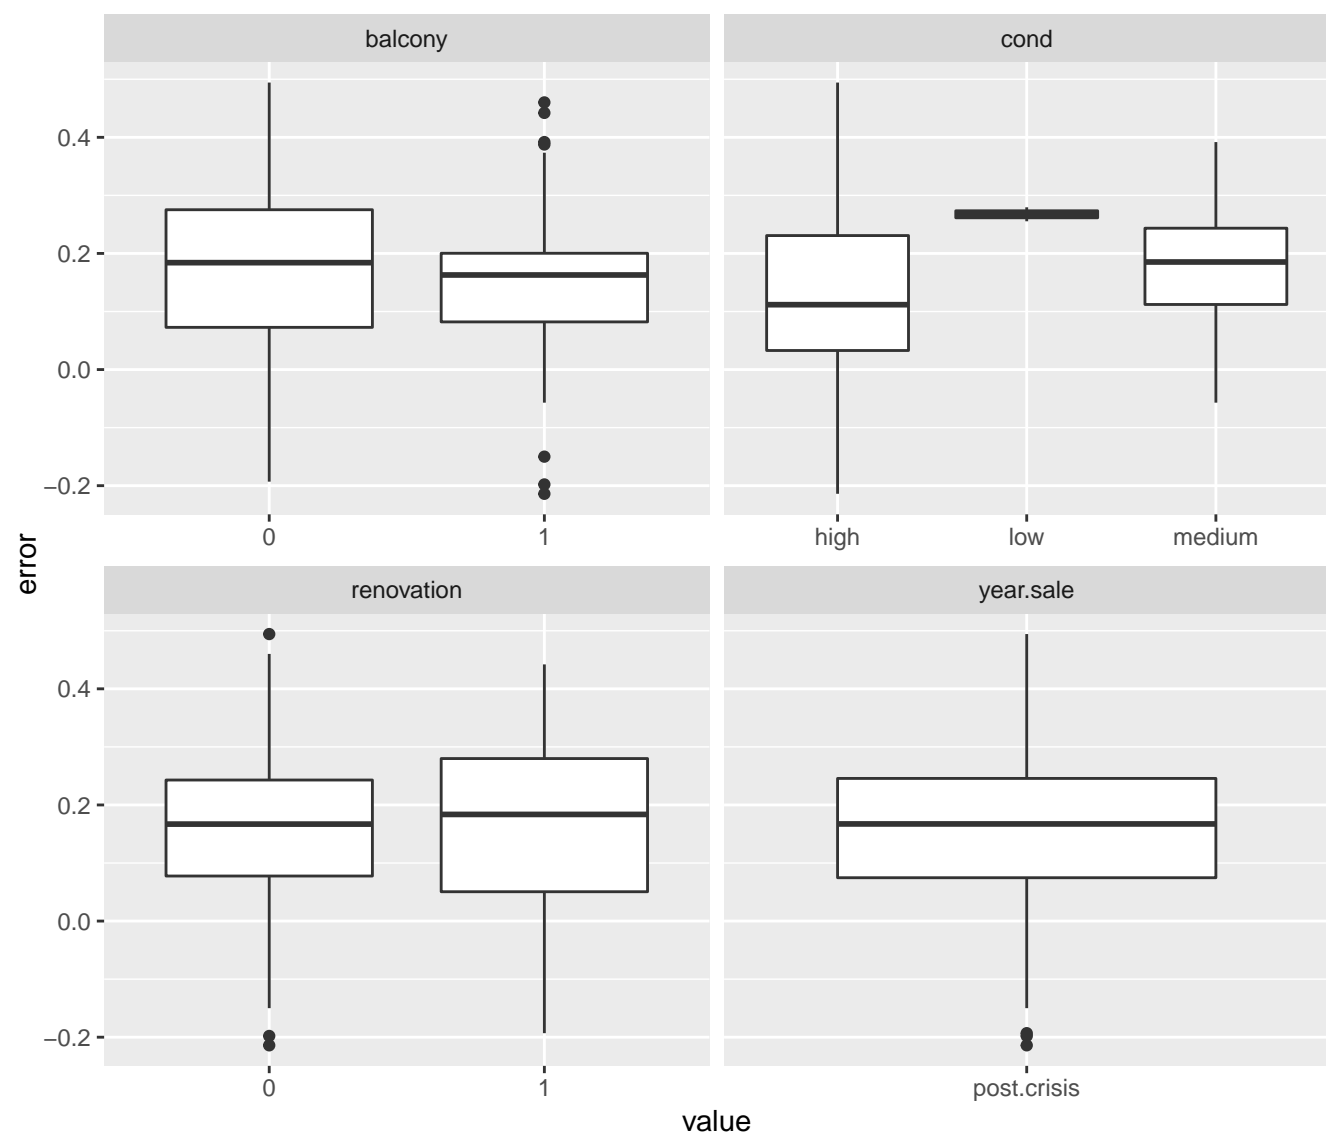 balcony
cond
0.4
0.2
0.0
−0.2
0
1
high
low
medium
error
renovation
year.sale
0.4
0.2
0.0
−0.2
0
1
post.crisis
value